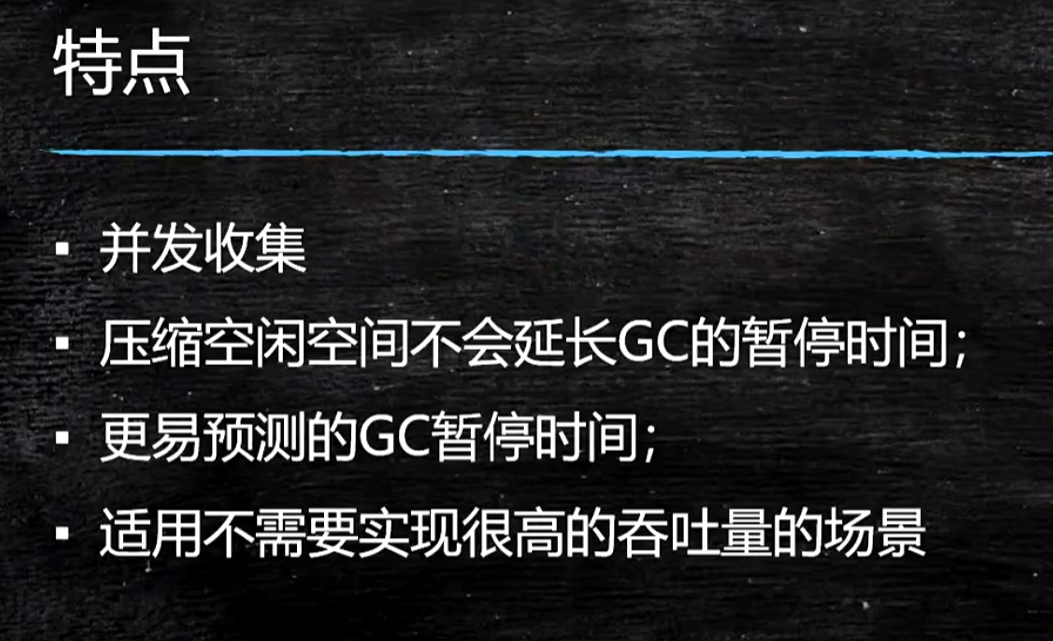 特点
▪ 并发收集
▪ 压缩空闲空间不会延长GC的暂停时间；
▪ 更易预测的GC暂停时间；
▪ 适用不需要实现很高的吞吐量的场景